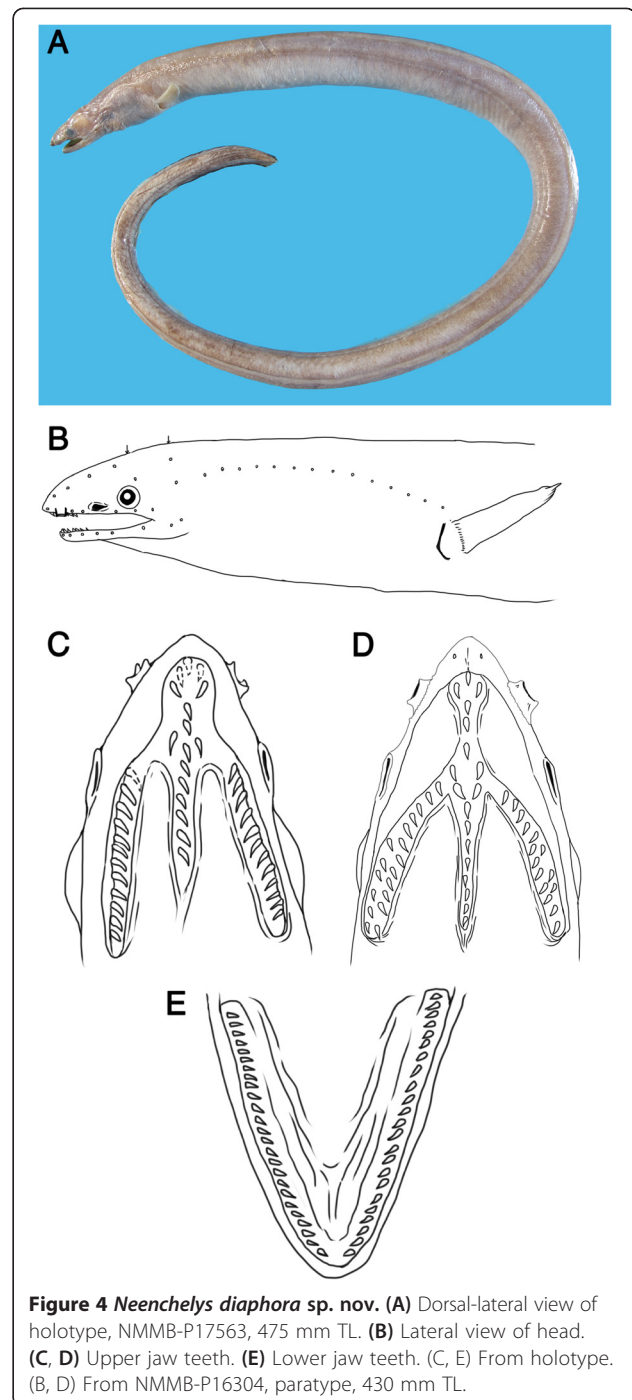 A
B
C
D
E
Figure 4 Neenchelys diaphora sp. nov. (A) Dorsal-lateral view of
holotype, NMMB-P17563, 475 mm TL. (B) Lateral view of head.
(C, D) Upper jaw teeth. (E) Lower jaw teeth. (C, E) From holotype.
(B, D) From NMMB-P16304, paratype, 430 mm TL.